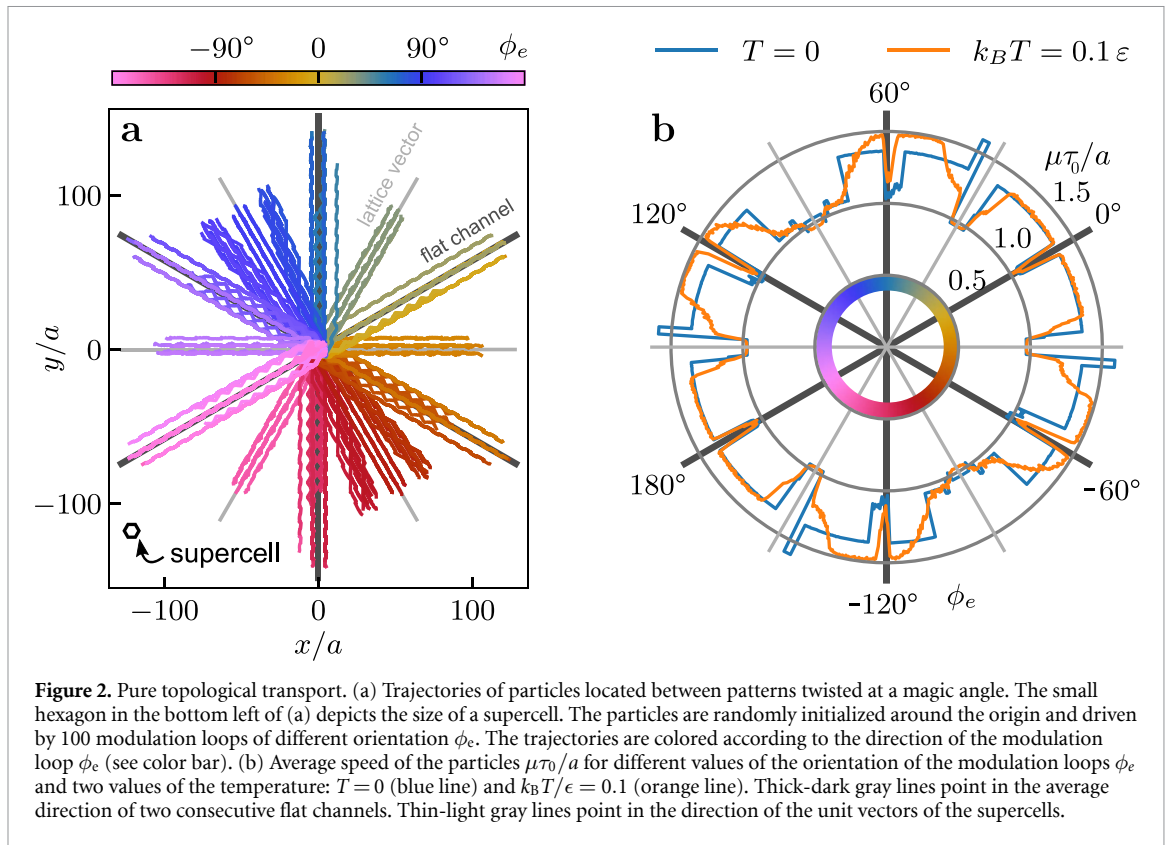 −90° 0 90° ϕe
T = 0 kBT = 0.1 ε
a
lattice vector
flat channel
supercell
100
0
−100
y/a
−100 0 100
x/a
b
60°
μτ0/a
1.5
0°
120°
1.0
0.5
180°
-60°
-120° ϕe
Figure 2. Pure topological transport. (a) Trajectories of particles located between patterns twisted at a magic angle. The small
hexagon in the bottom left of (a) depicts the size of a supercell. The particles are randomly initialized around the origin and driven
by 100 modulation loops of different orientation ϕe. The trajectories are colored according to the direction of the modulation
loop ϕe (see color bar). (b) Average speed of the particles μτ0/a for different values of the orientation of the modulation loops ϕe
and two values of the temperature: T = 0 (blue line) and kBT/ϵ = 0.1 (orange line). Thick-dark gray lines point in the average
direction of two consecutive flat channels. Thin-light gray lines point in the direction of the unit vectors of the supercells.